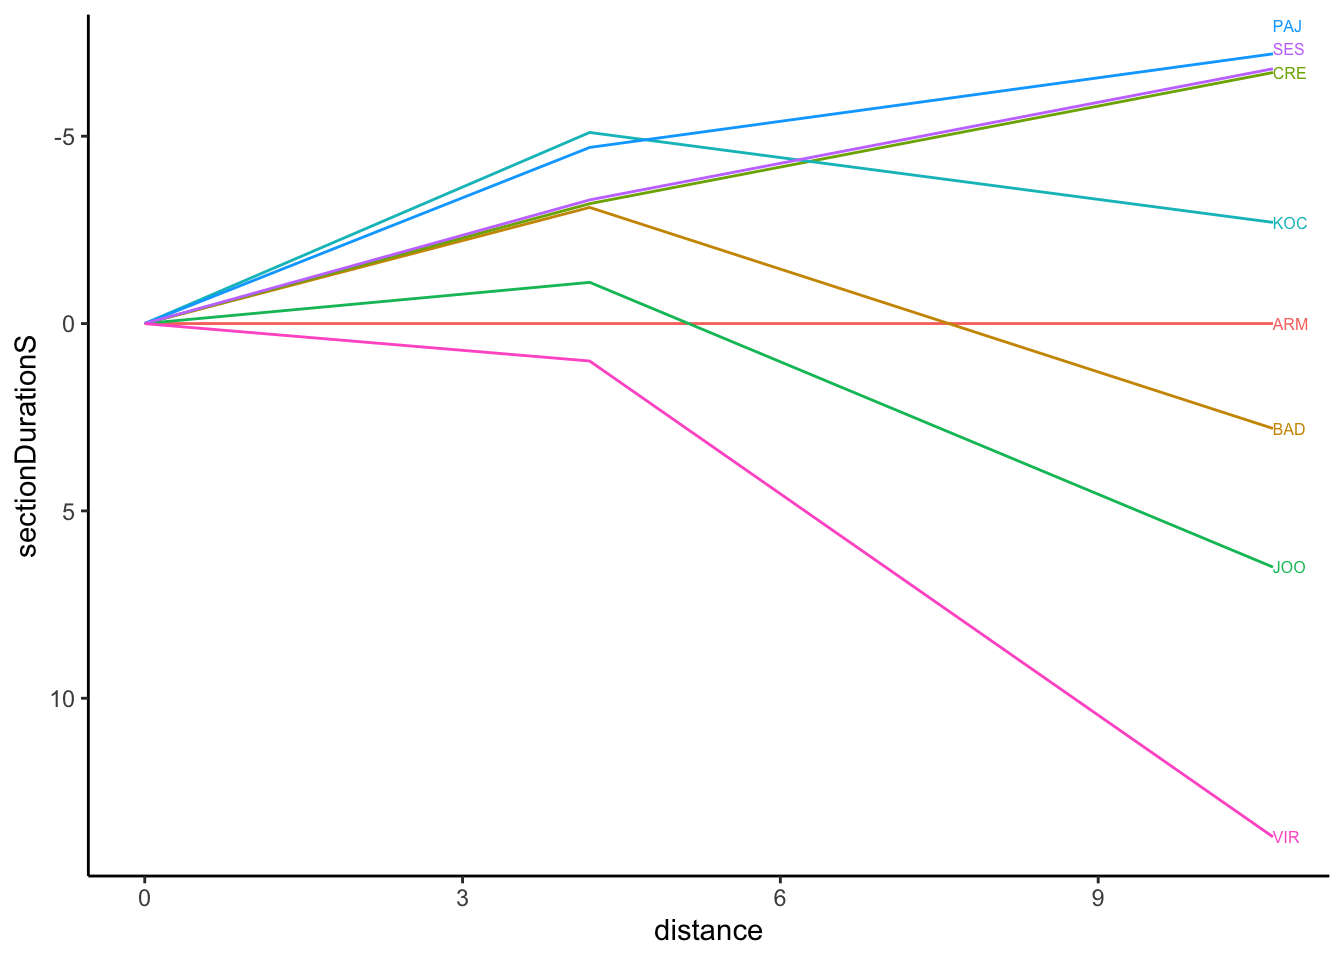 PAJ
SES
CRE
-5
KOC
0
ARM
BAD
5
JOO
10
VIR
sectionDurationS
0 3 6 9
distance